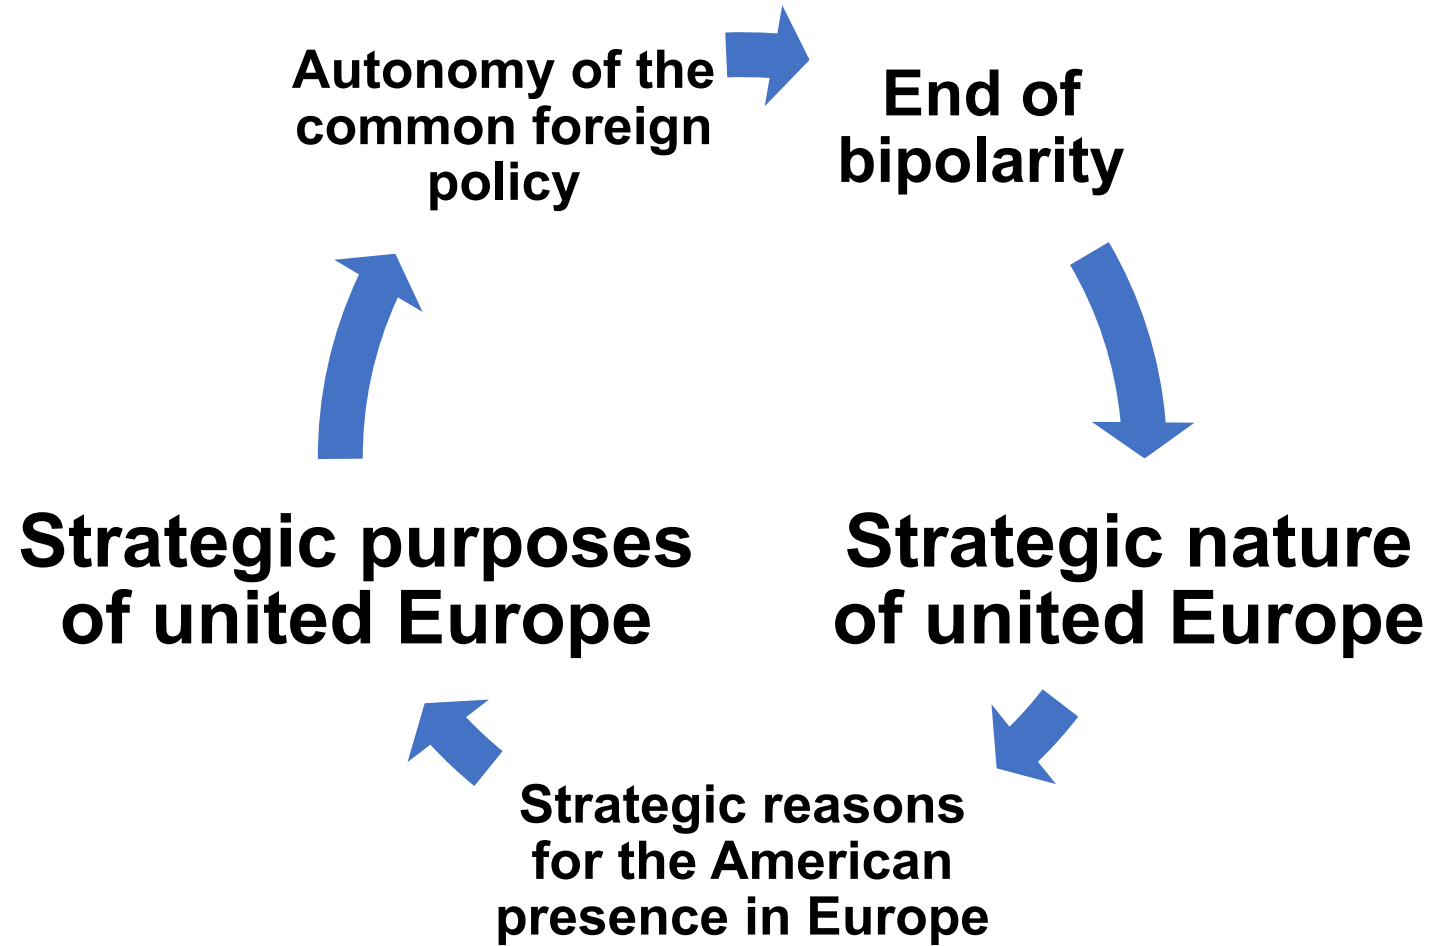 Autonomy of the
common foreign
policy
End of
bipolarity
Strategic nature
of united Europe
Strategic reasons
for the American
presence in Europe
Strategic purposes
of united Europe